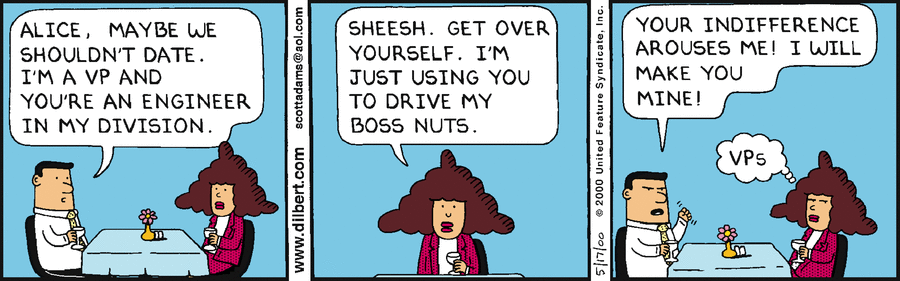 ALICE, MAYBE WE
SHOULDN'T DATE.
I'M A VP AND
YOU'RE AN ENGINEER
IN MY DIVISION.
www.dilbert.com
scottadams@aol.com
SHEESH. GET OVER
YOURSELF. I'M
JUST USING YOU
TO DRIVE MY
BOSS NUTS.
5/17/00 © 2000 United Feature Syndicate, Inc.
YOUR INDIFFERENCE
AROUSES ME! I WILL
MAKE YOU
MINE!
VPs